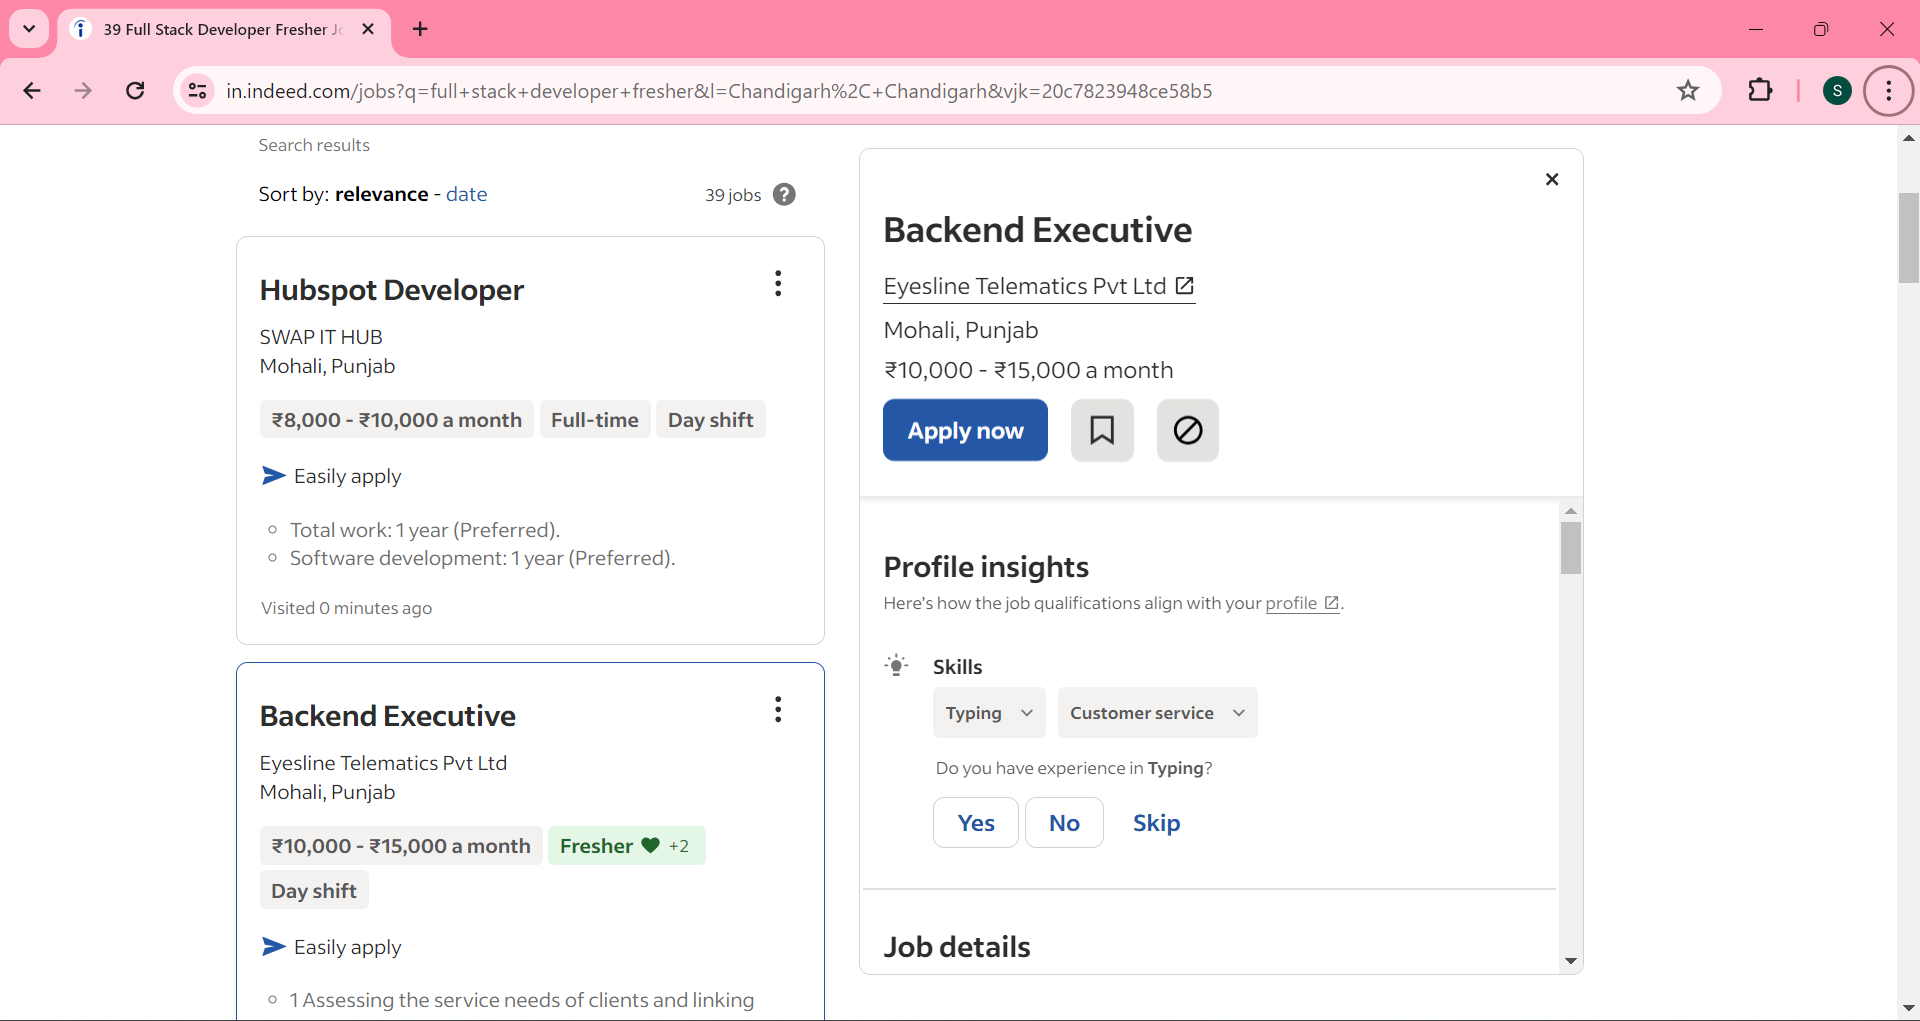 39 Full Stack Developer Fresher Jo
in.indeed.com/jobs?q=full+stack+developer+fresher&l=Chandigarh%2C+Chandigarh&vjk=20c7823948ce58b5
S
Search results
Sort by: relevance - date
39 jobs ?
Hubspot Developer
SWAP IT HUB
Mohali, Punjab
₹8,000 - ₹10,000 a month
Full-time
Day shift
Easily apply
Total work: 1 year (Preferred).
Software development: 1 year (Preferred).
Visited 0 minutes ago
Backend Executive
Eyesline Telematics Pvt Ltd
Mohali, Punjab
₹10,000 - ₹15,000 a month
Fresher +2
Day shift
Easily apply
1 Assessing the service needs of clients and linking
Backend Executive
Eyesline Telematics Pvt Ltd
Mohali, Punjab
₹10,000 - ₹15,000 a month
Apply now
Profile insights
Here's how the job qualifications align with your profile.
Skills
Typing
Customer service
Do you have experience in Typing?
Yes
No
Skip
Job details